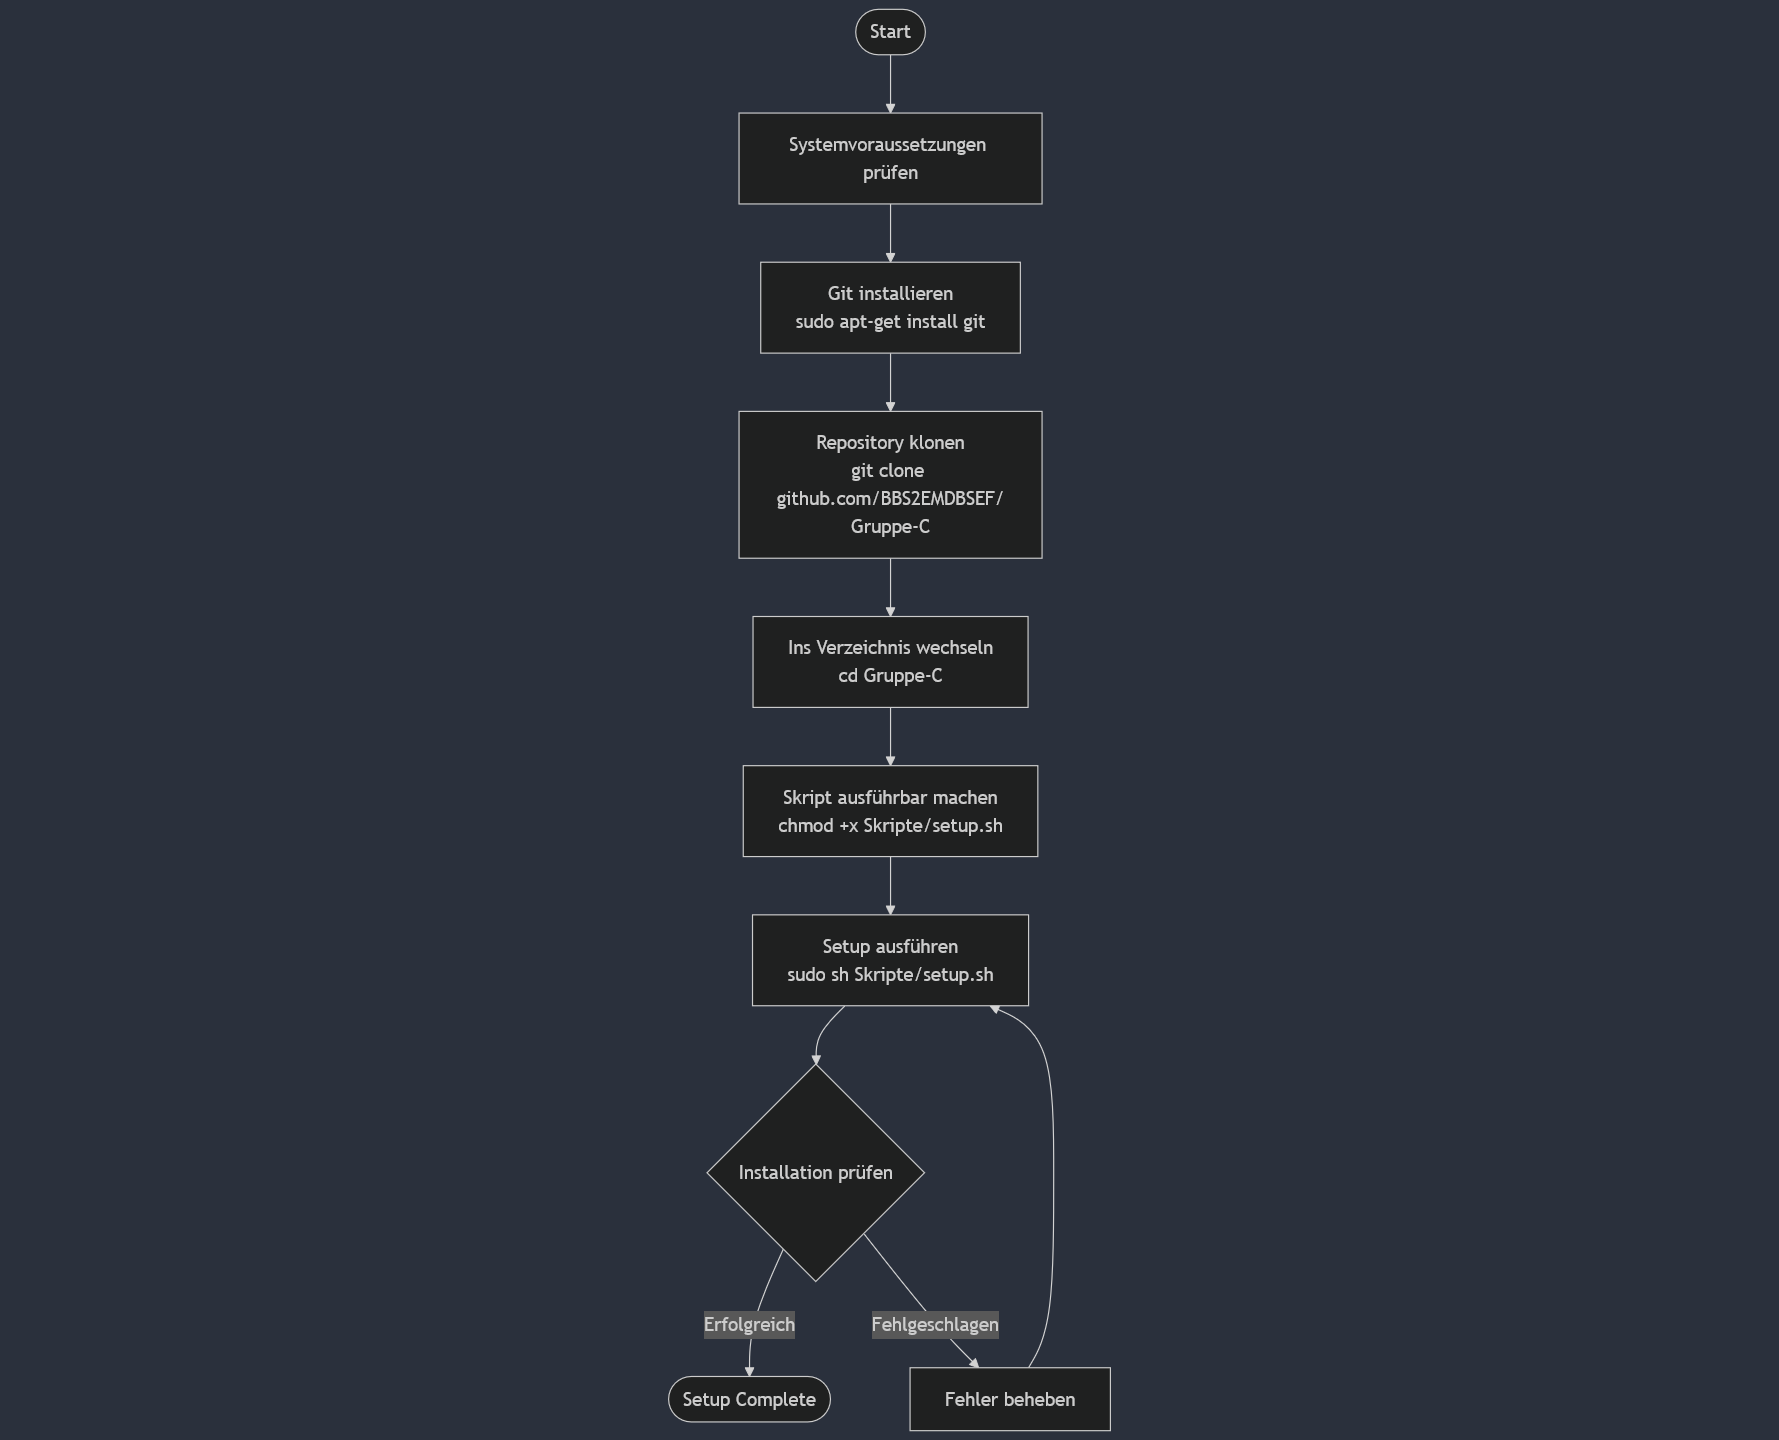 Start
Systemvoraussetzungen
prüfen
Git installieren
sudo apt-get install git
Repository klonen
git clone
github.com/BBS2EMDBSEF/
Gruppe-C
Ins Verzeichnis wechseln
cd Gruppe-C
Skript ausführbar machen
chmod +x Skripte/setup.sh
Setup ausführen
sudo sh Skripte/setup.sh
Installation prüfen
Erfolgreich
Fehlgeschlagen
Setup Complete
Fehler beheben